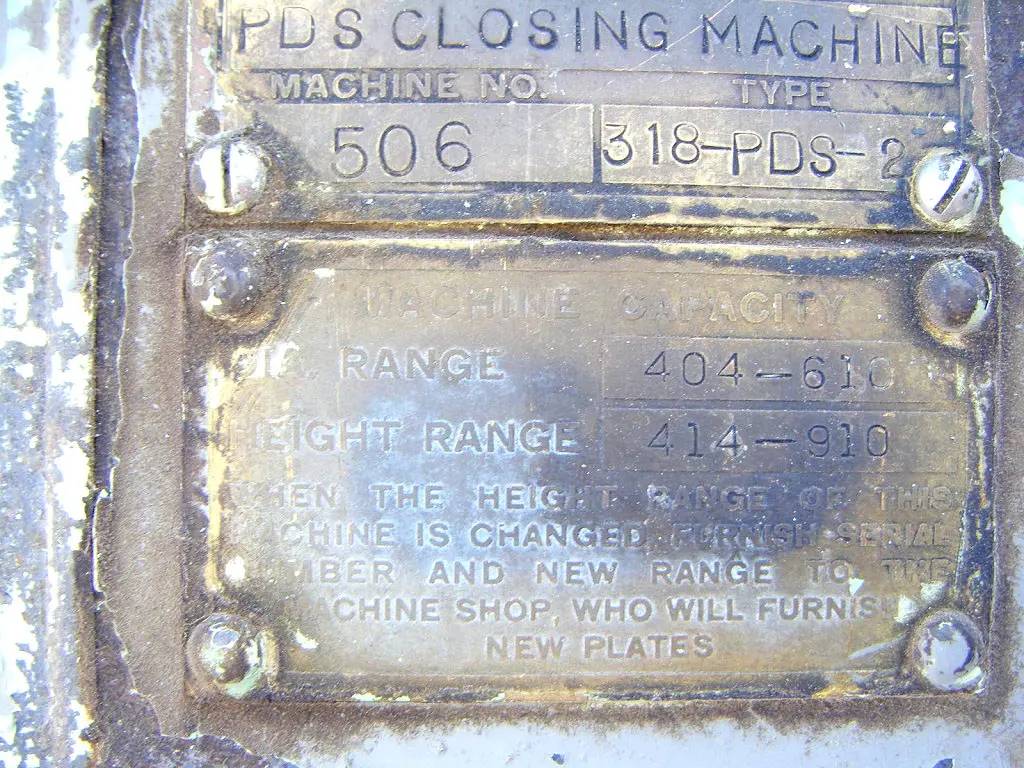 PDS CLOSING MACHINE
MACHINE NO. TYPE
506 318-PDS-2
MACHINE CAPACITY
DIA. RANGE 404-610
HEIGHT RANGE 414-910
WHEN THE HEIGHT RANGE OF THIS
MACHINE IS CHANGED, FURNISH SERIAL
NUMBER AND NEW RANGE TO THE
MACHINE SHOP, WHO WILL FURNISH
NEW PLATES